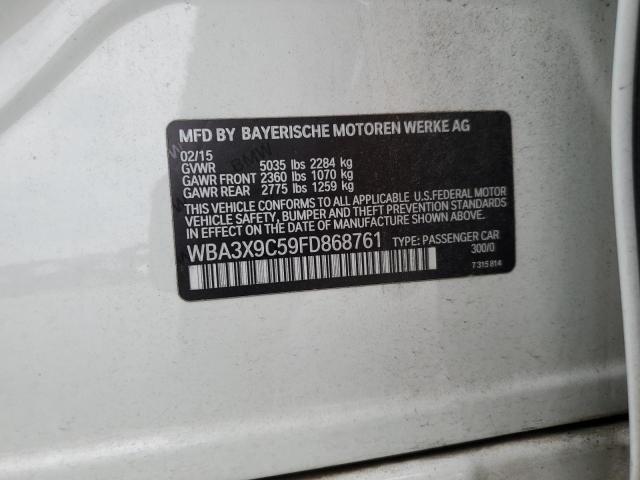 MFD BY BAYERISCHE MOTOREN WERKE AG
02/15
GVWR 5035 lbs 2284 kg
GAWR FRONT 2360 lbs 1070 kg
GAWR REAR 2775 lbs 1259 kg
THIS VEHICLE CONFORMS TO ALL APPLICABLE U.S. FEDERAL MOTOR
VEHICLE SAFETY, BUMPER AND THEFT PREVENTION STANDARDS
IN EFFECT ON THE DATE OF MANUFACTURE SHOWN ABOVE.
WBA3X9C59FD868761 TYPE: PASSENGER CAR
300/0
7 315 814